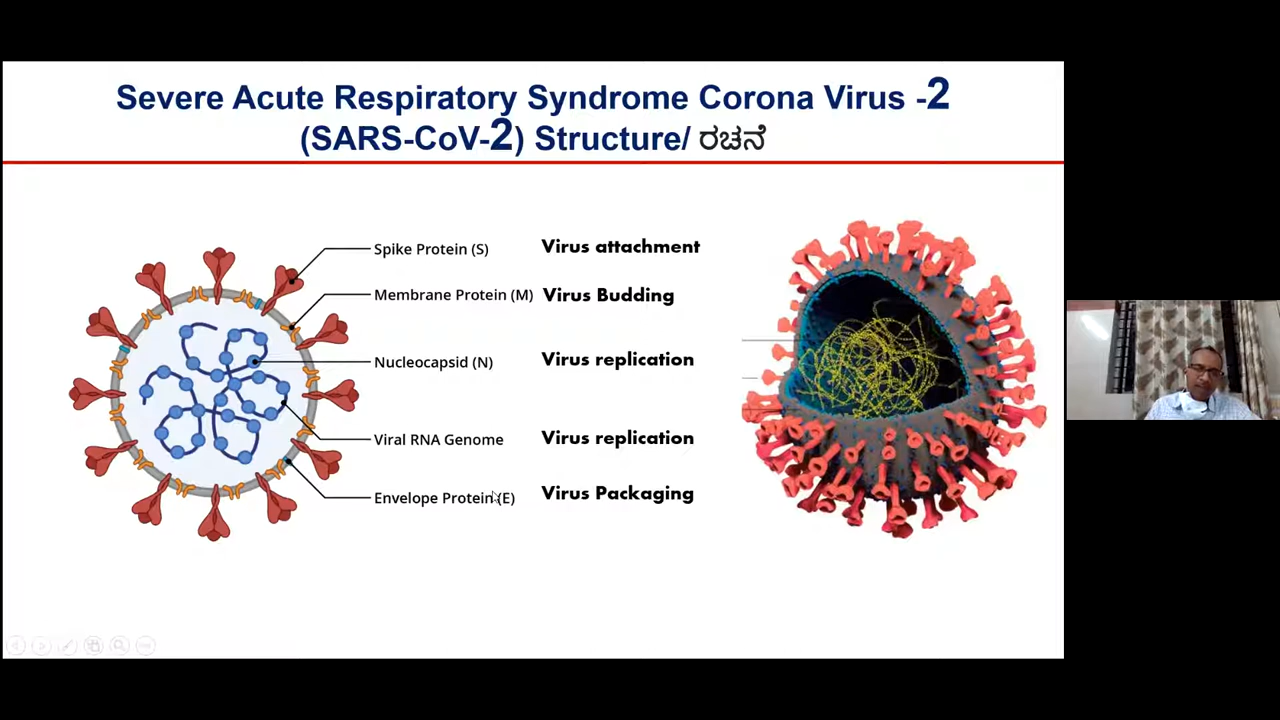 Severe Acute Respiratory Syndrome Corona Virus -2
(SARS-CoV-2) Structure/ ರಚನೆ
Spike Protein (S) Virus attachment
Membrane Protein (M) Virus Budding
Nucleocapsid (N) Virus replication
Viral RNA Genome Virus replication
Envelope Protein (E) Virus Packaging